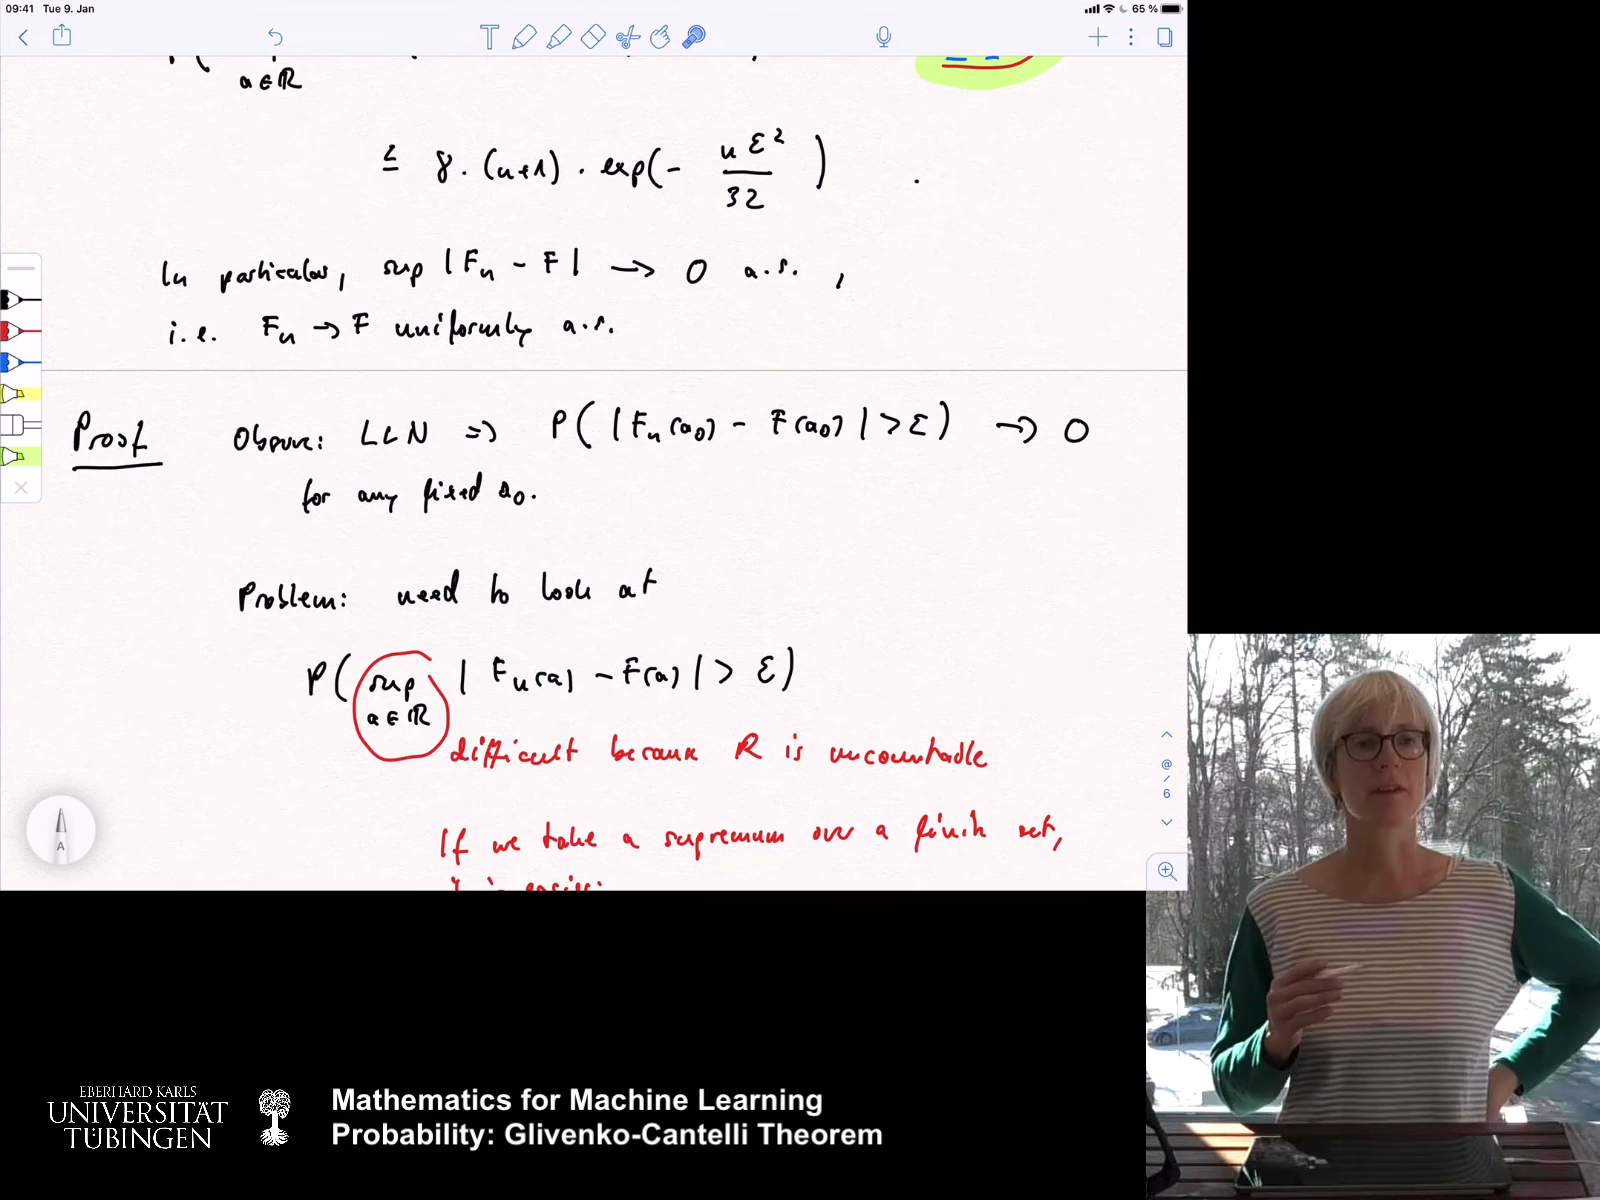 09:41 Tue 9. Jan
65 %
T
a ∈ ℝ
≤ 8 · (n+1) · exp(- nε² / 32) .
In particular, sup |Fn - F| → 0 a.s. ,
i.e. Fn → F uniformly a.s.
Proof Observe: LLN => P( |Fn(a0) - F(a0)| > ε) → 0
for any fixed a0.
Problem: need to look at
P( sup | Fn(a) - F(a) | > ε)
a ∈ ℝ
difficult because ℝ is uncountable
If we take a supremum over a finite set,
it is easier:
A
@
/
6
EBERHARD KARLS
UNIVERSITÄT
TÜBINGEN
Mathematics for Machine Learning
Probability: Glivenko-Cantelli Theorem